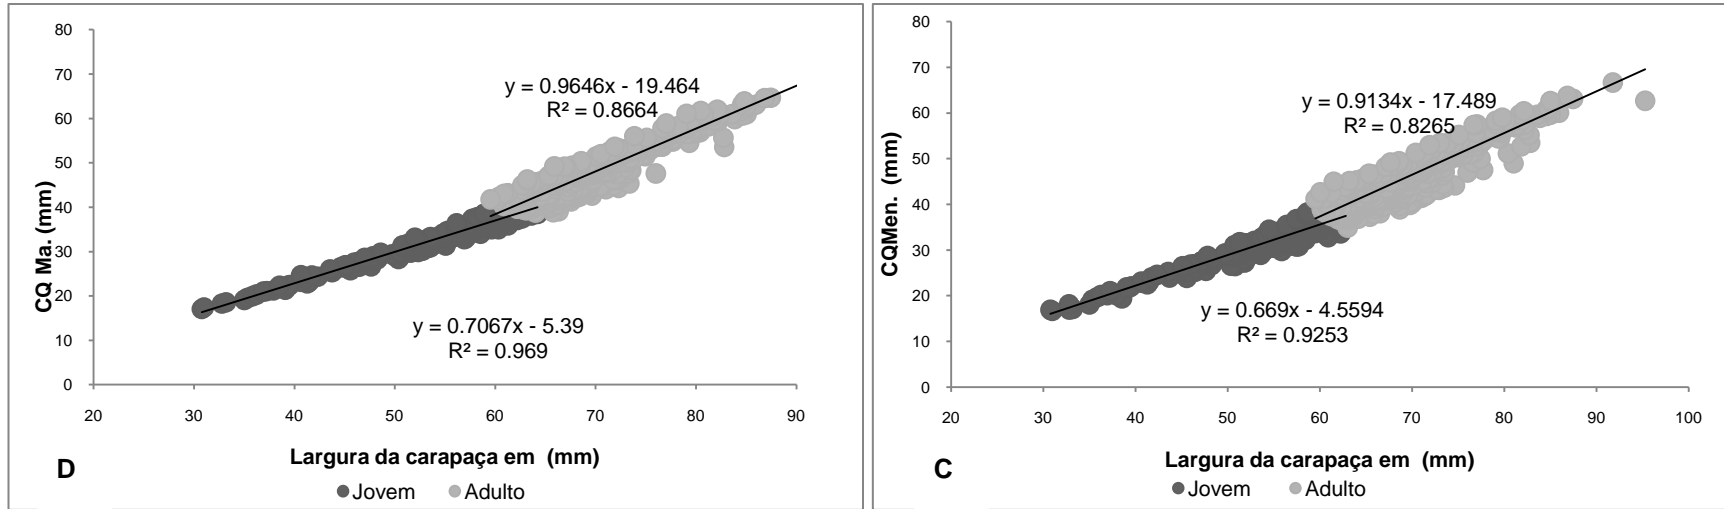 80
70
60
50
40
30
20
10
0
CQ Ma. (mm)
y = 0.9646x - 19.464
R² = 0.8664
y = 0.7067x - 5.39
R² = 0.969
20 30 40 50 60 70 80 90
Largura da carapaça em (mm)
D
Jovem Adulto
80
70
60
50
40
30
20
10
0
CQMen. (mm)
y = 0.9134x - 17.489
R² = 0.8265
y = 0.669x - 4.5594
R² = 0.9253
20 30 40 50 60 70 80 90 100
Largura da carapaça em (mm)
C
Jovem Adulto